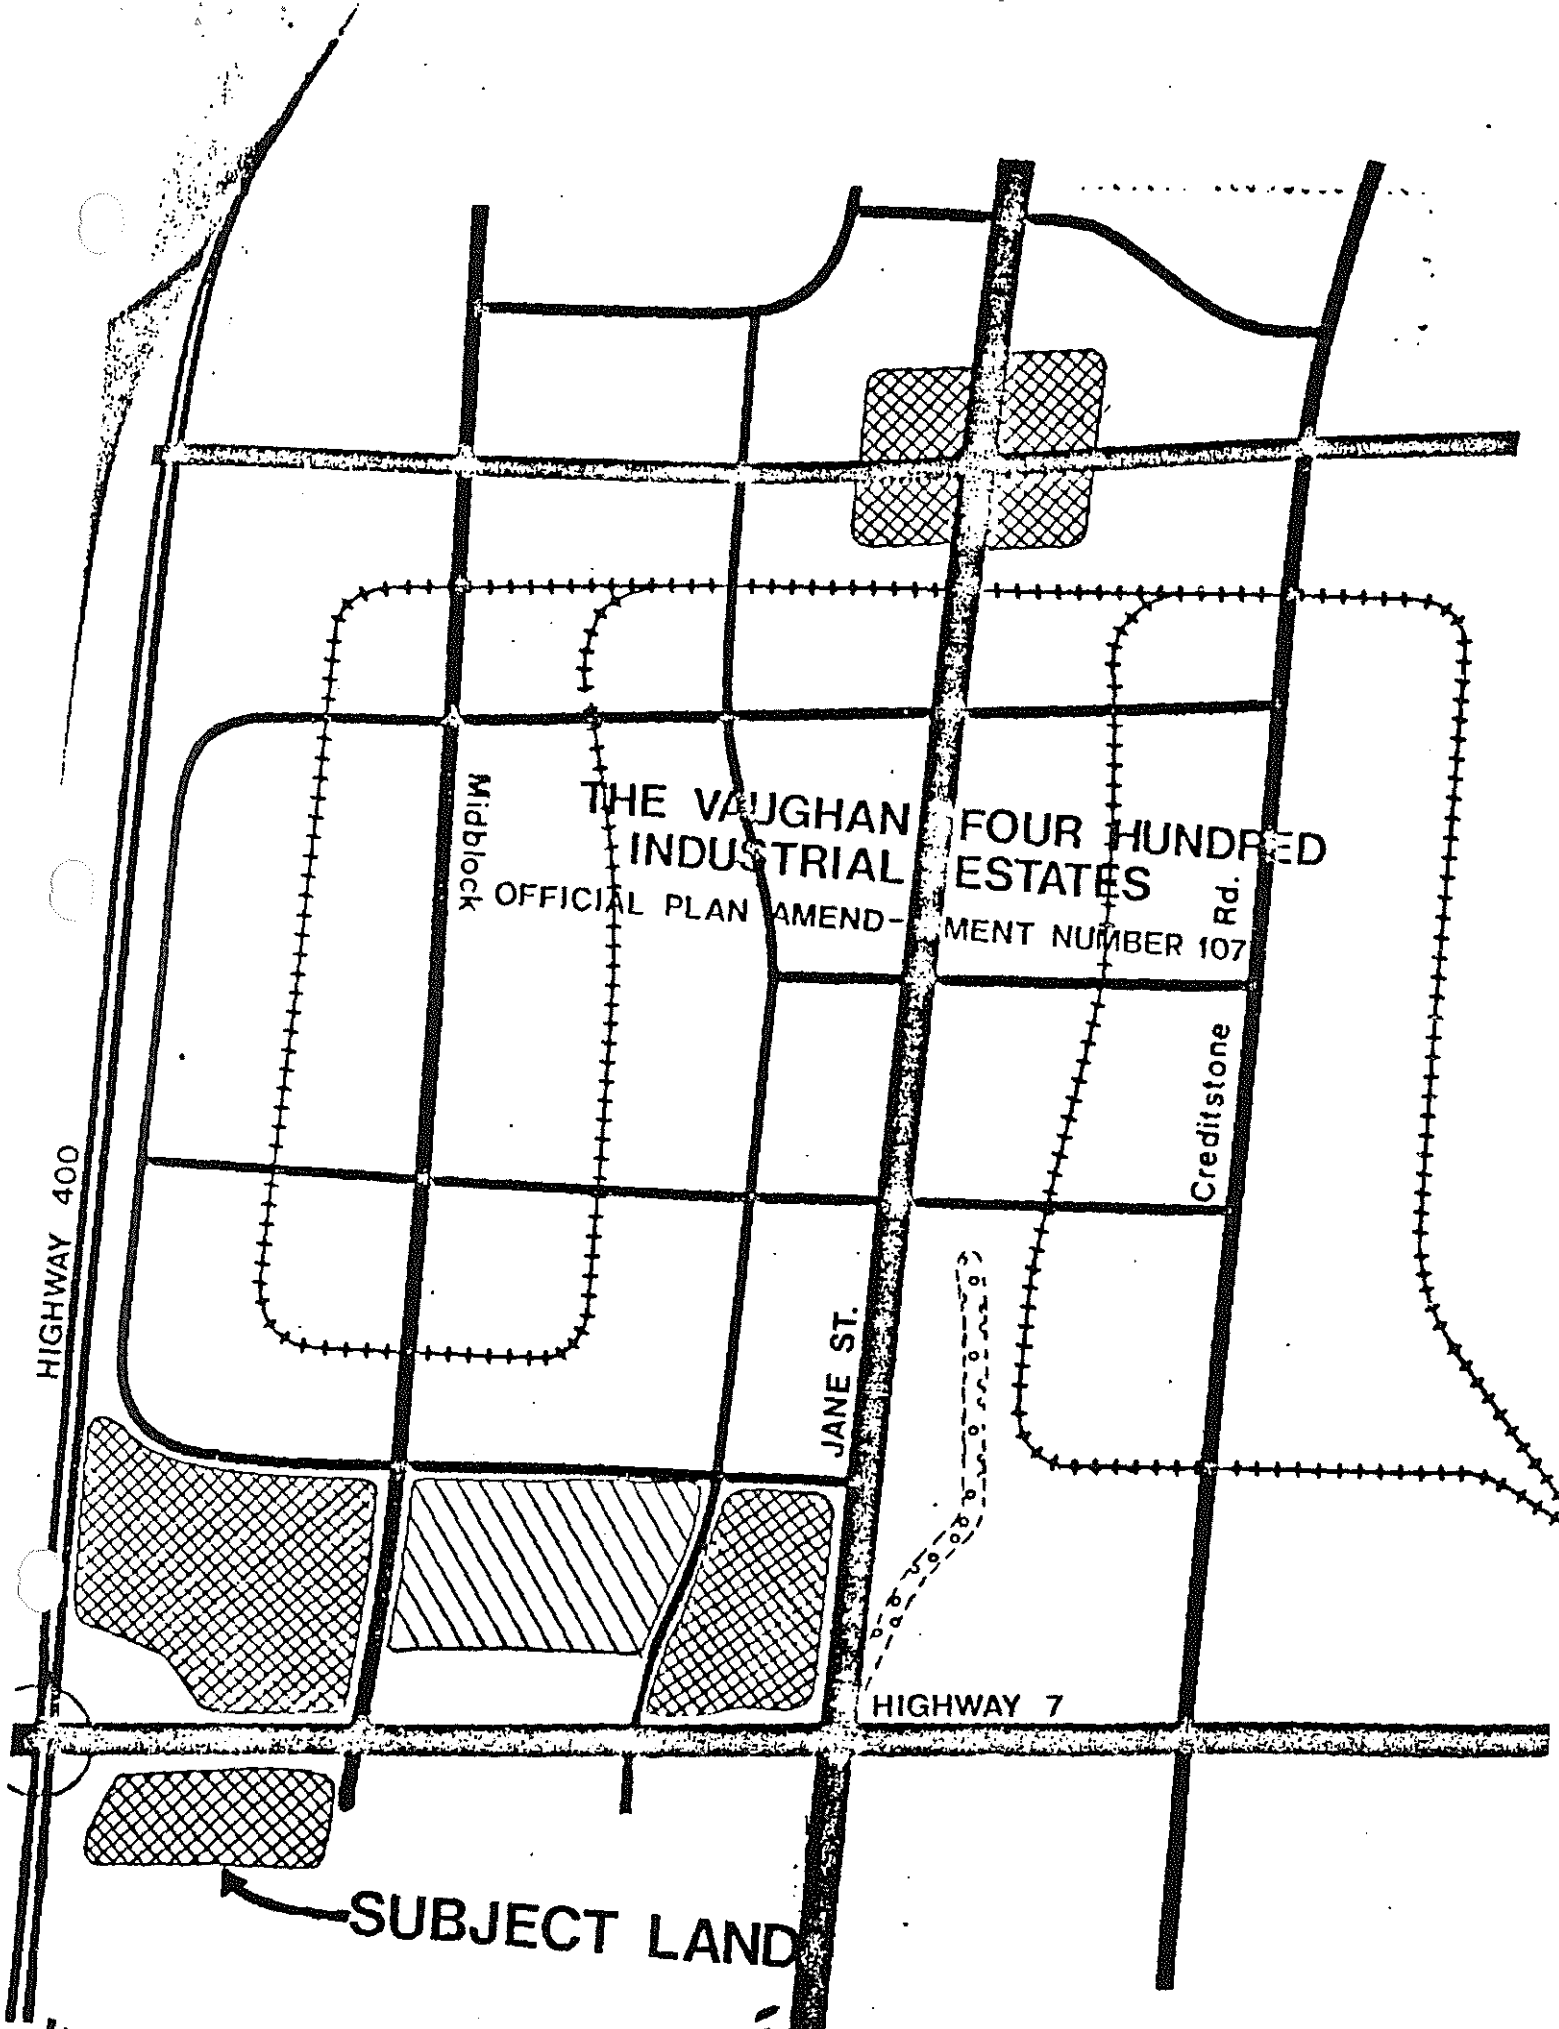 THE VAUGHAN FOUR HUNDRED
INDUSTRIAL ESTATES
OFFICIAL PLAN AMEND-MENT NUMBER 107
Midblock
Creditstone Rd.
HIGHWAY 400
JANE ST.
HIGHWAY 7
SUBJECT LAND